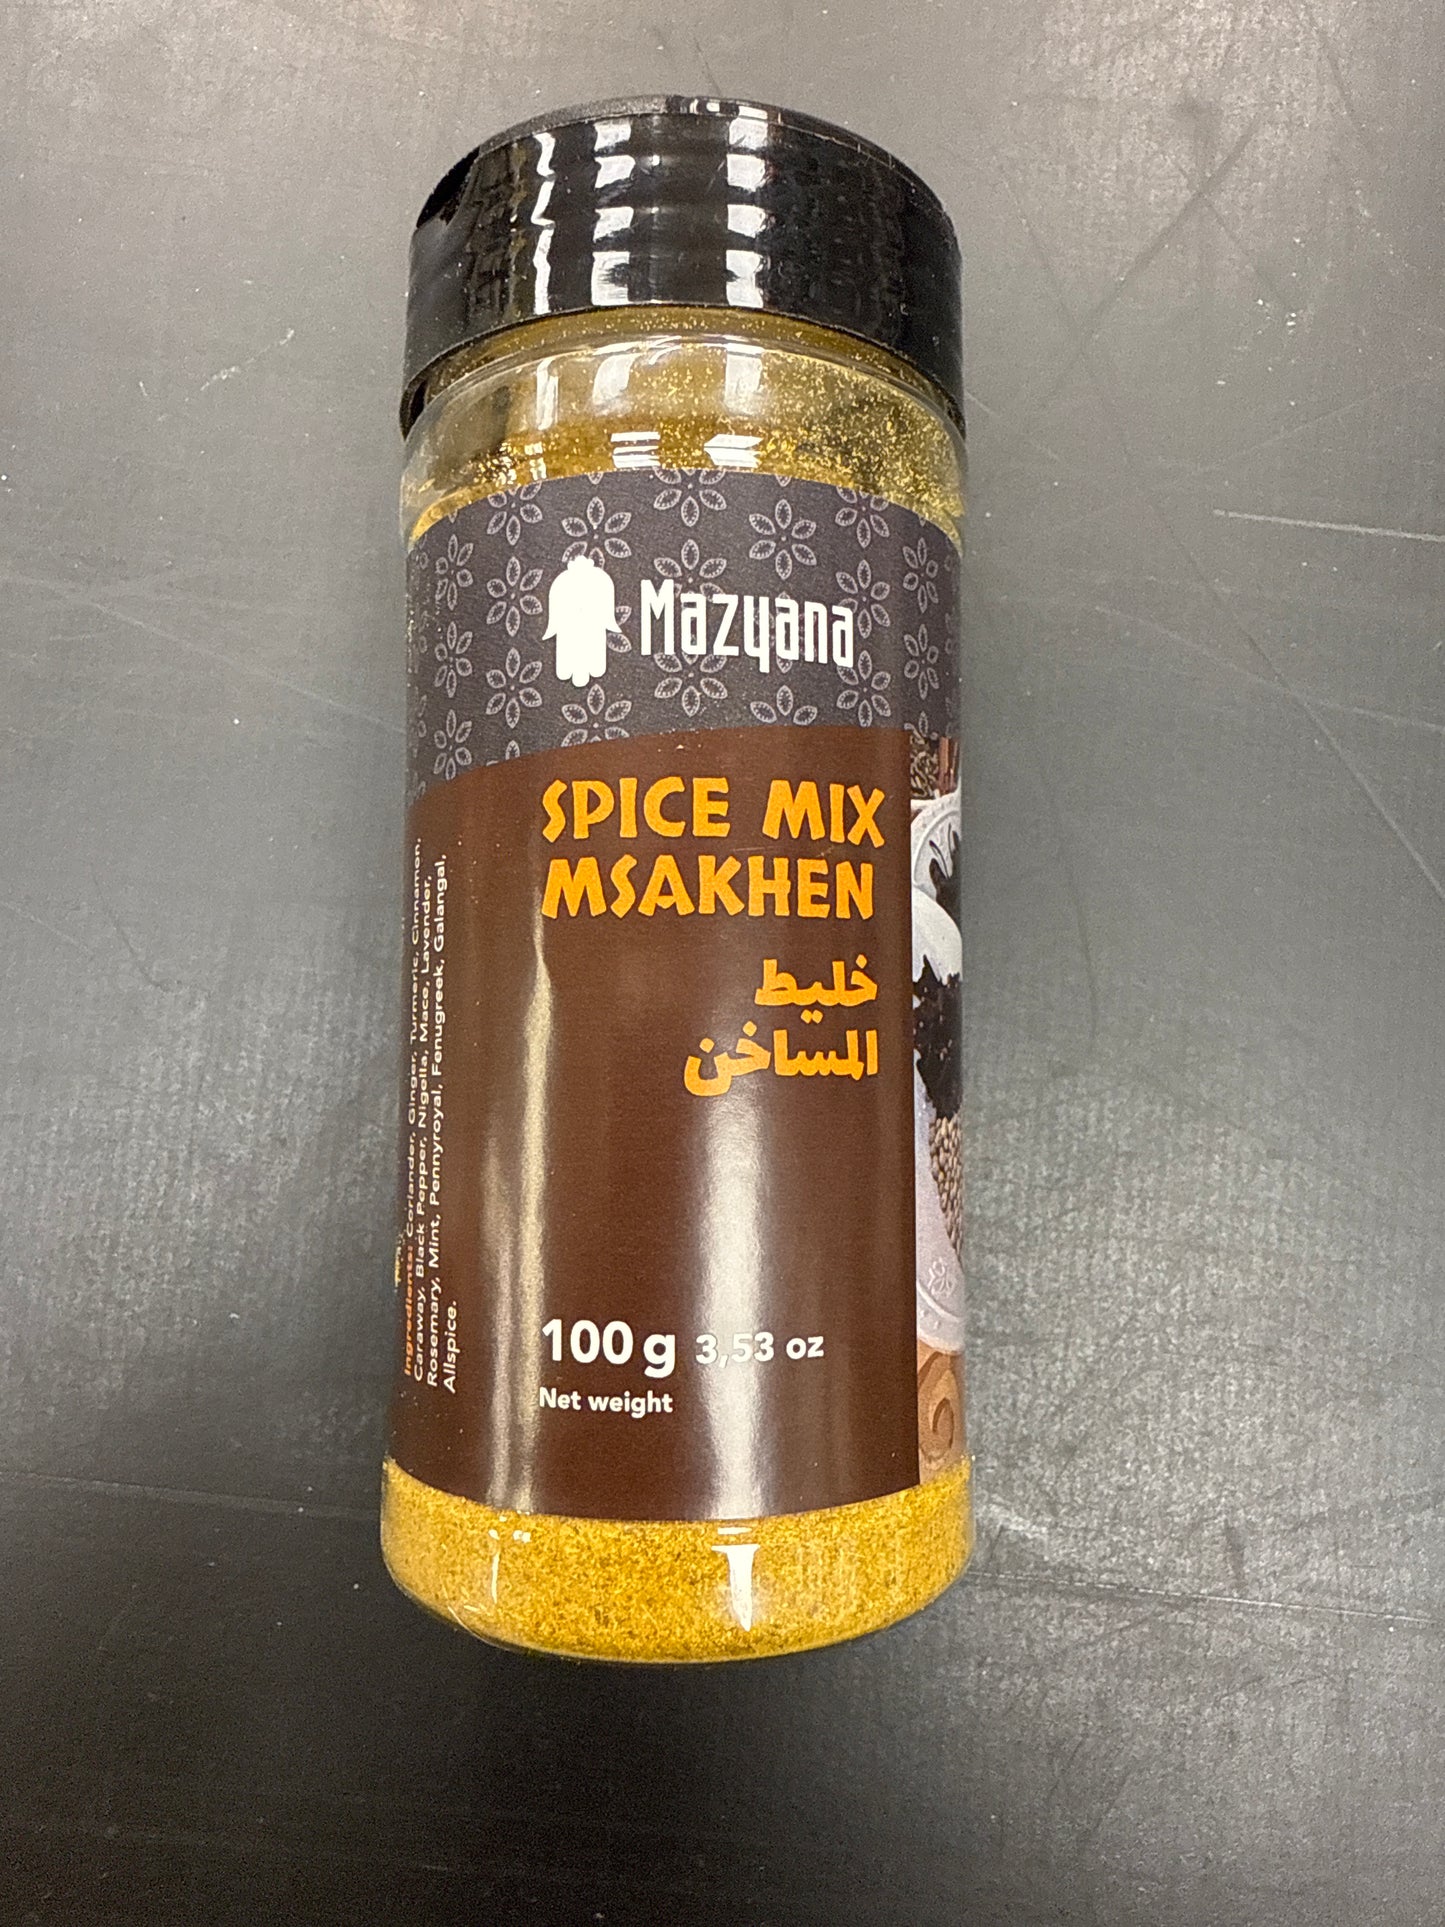 Mazyana
SPICE MIX
MSAKHEN
خليط
المساخن
100 g 3,53 oz
Net weight
Ingredients: Coriander, Ginger, Turmeric, Cinnamon,
Caraway, Black Pepper, Nigella, Mace, Lavender,
Rosemary, Mint, Pennyroyal, Fenugreek, Galangal,
Allspice.